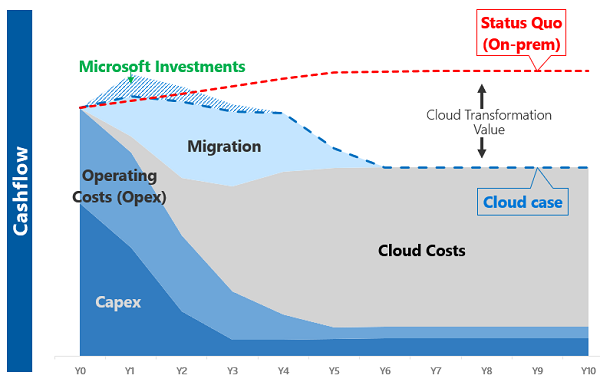 Status Quo
(On-prem)
Microsoft Investments
Cloud Transformation
Value
Migration
Operating
Costs (Opex)
Cloud case
Cashflow
Cloud Costs
Capex
Y0 Y1 Y2 Y3 Y4 Y5 Y6 Y7 Y8 Y9 Y10